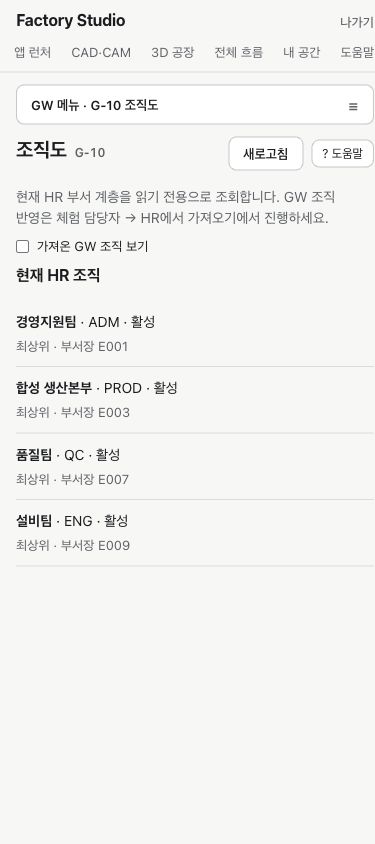 Factory Studio 나가기
앱 런처 CAD·CAM 3D 공장 전체 흐름 내 공간 도움말
GW 메뉴 · G-10 조직도 ≡
조직도 G-10 새로고침 ? 도움말
현재 HR 부서 계층을 읽기 전용으로 조회합니다. GW 조직
반영은 체험 담당자 → HR에서 가져오기에서 진행하세요.
가져온 GW 조직 보기
현재 HR 조직
경영지원팀 · ADM · 활성
최상위 · 부서장 E001
합성 생산본부 · PROD · 활성
최상위 · 부서장 E003
품질팀 · QC · 활성
최상위 · 부서장 E007
설비팀 · ENG · 활성
최상위 · 부서장 E009